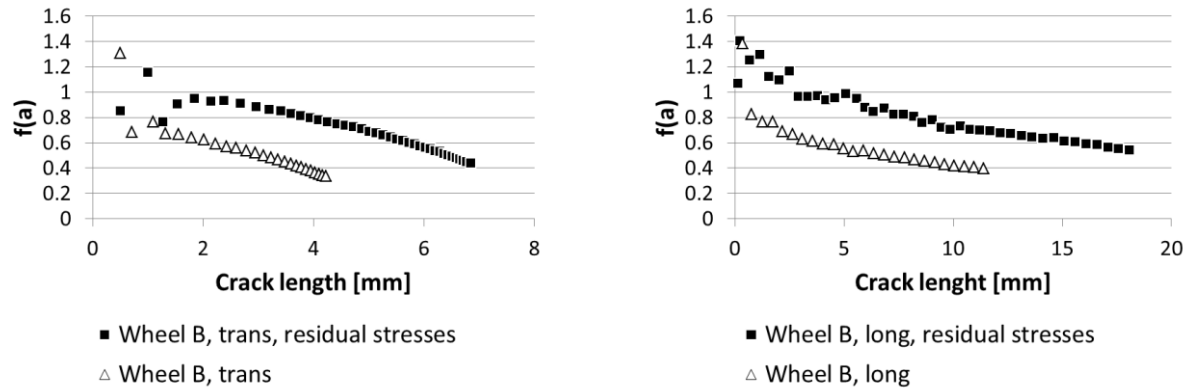 1.6
1.4
1.2
1
0.8
0.6
0.4
0.2
0
f(a)
0 2 4 6 8
Crack length [mm]
Wheel B, trans, residual stresses
Wheel B, trans
1.6
1.4
1.2
1
0.8
0.6
0.4
0.2
0
f(a)
0 5 10 15 20
Crack lenght [mm]
Wheel B, long, residual stresses
Wheel B, long